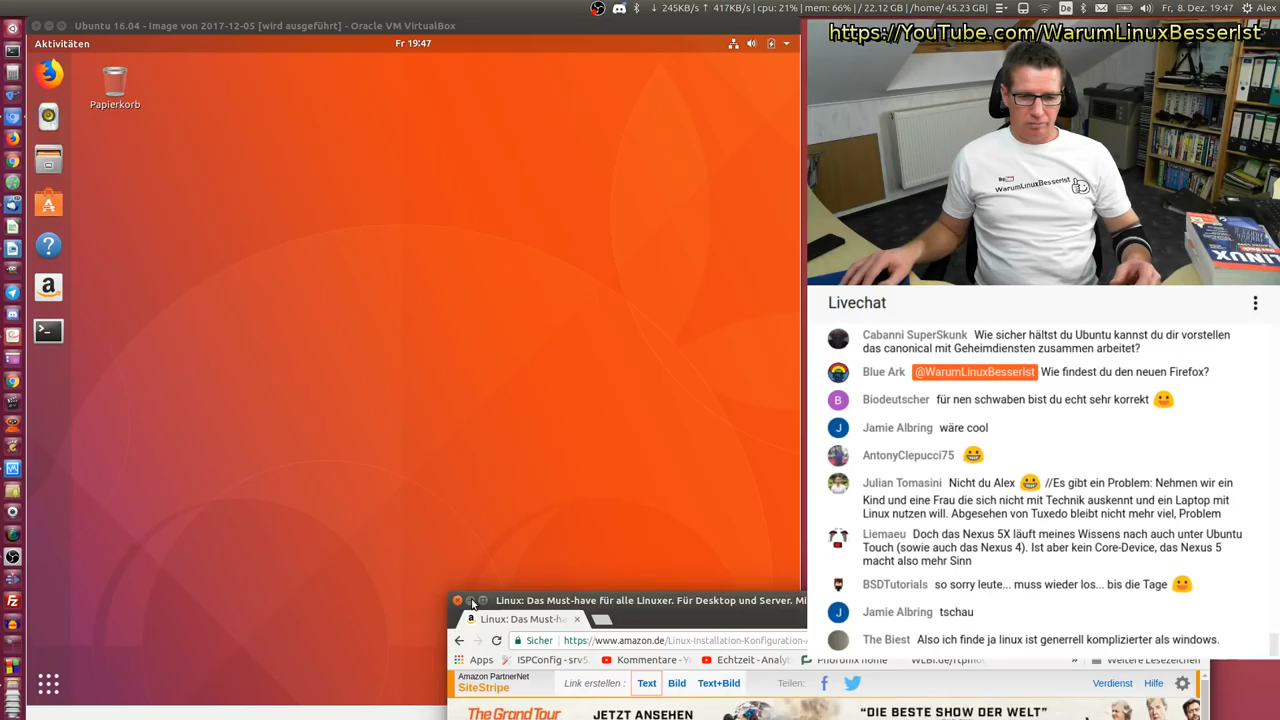 245KB/s 417KB/s cpu: 21% mem: 66% / 22.12 GB home/ 45.23 GB De Fr, 8. Dez, 19:47 Alex
Ubuntu 16.04 - Image von 2017-12-05 [wird ausgeführt] - Oracle VM VirtualBox
https://YouTube.com/WarumLinuxBesserIst
Aktivitäten
Fr 19:47
Papierkorb
WarumLinuxBesserIst
LINUX
Livechat
Cabanni SuperSkunk Wie sicher hältst du Ubuntu kannst du dir vorstellen
das canonical mit Geheimdiensten zusammen arbeitet?
Blue Ark @WarumLinuxBesserIst Wie findest du den neuen Firefox?
Biodeutscher für nen schwaben bist du echt sehr korrekt
Jamie Albring wäre cool
AntonyClepucci75
Julian Tomasini Nicht du Alex //Es gibt ein Problem: Nehmen wir ein
Kind und eine Frau die sich nicht mit Technik auskennt und ein Laptop mit
Linux nutzen will. Abgesehen von Tuxedo bleibt nicht mehr viel, Problem
Liemaeu Doch das Nexus 5X läuft meines Wissens nach auch unter Ubuntu
Touch (sowie auch das Nexus 4). Ist aber kein Core-Device, das Nexus 5
macht also mehr Sinn
BSDTutorials so sorry leute... muss wieder los... bis die Tage
Jamie Albring tschau
The Biest Also ich finde ja linux ist generrell komplizierter als windows.
Linux: Das Must-have für alle Linuxer. Für Desktop und Server. Mi
Linux: Das Must-ha
Sicher https://www.amazon.de/Linux-Installation-Konfiguration-
Apps ISPConfig - srv5 Kommentare - Y Echtzeit - Analyt Phoronix home Weitere Lesezeichen
Amazon PartnerNet
SiteStripe
Link erstellen: Text Bild Text+Bild Teilen: Verdienst Hilfe
The Grand Tour JETZT ANSEHEN "DIE BESTE SHOW DER WELT"